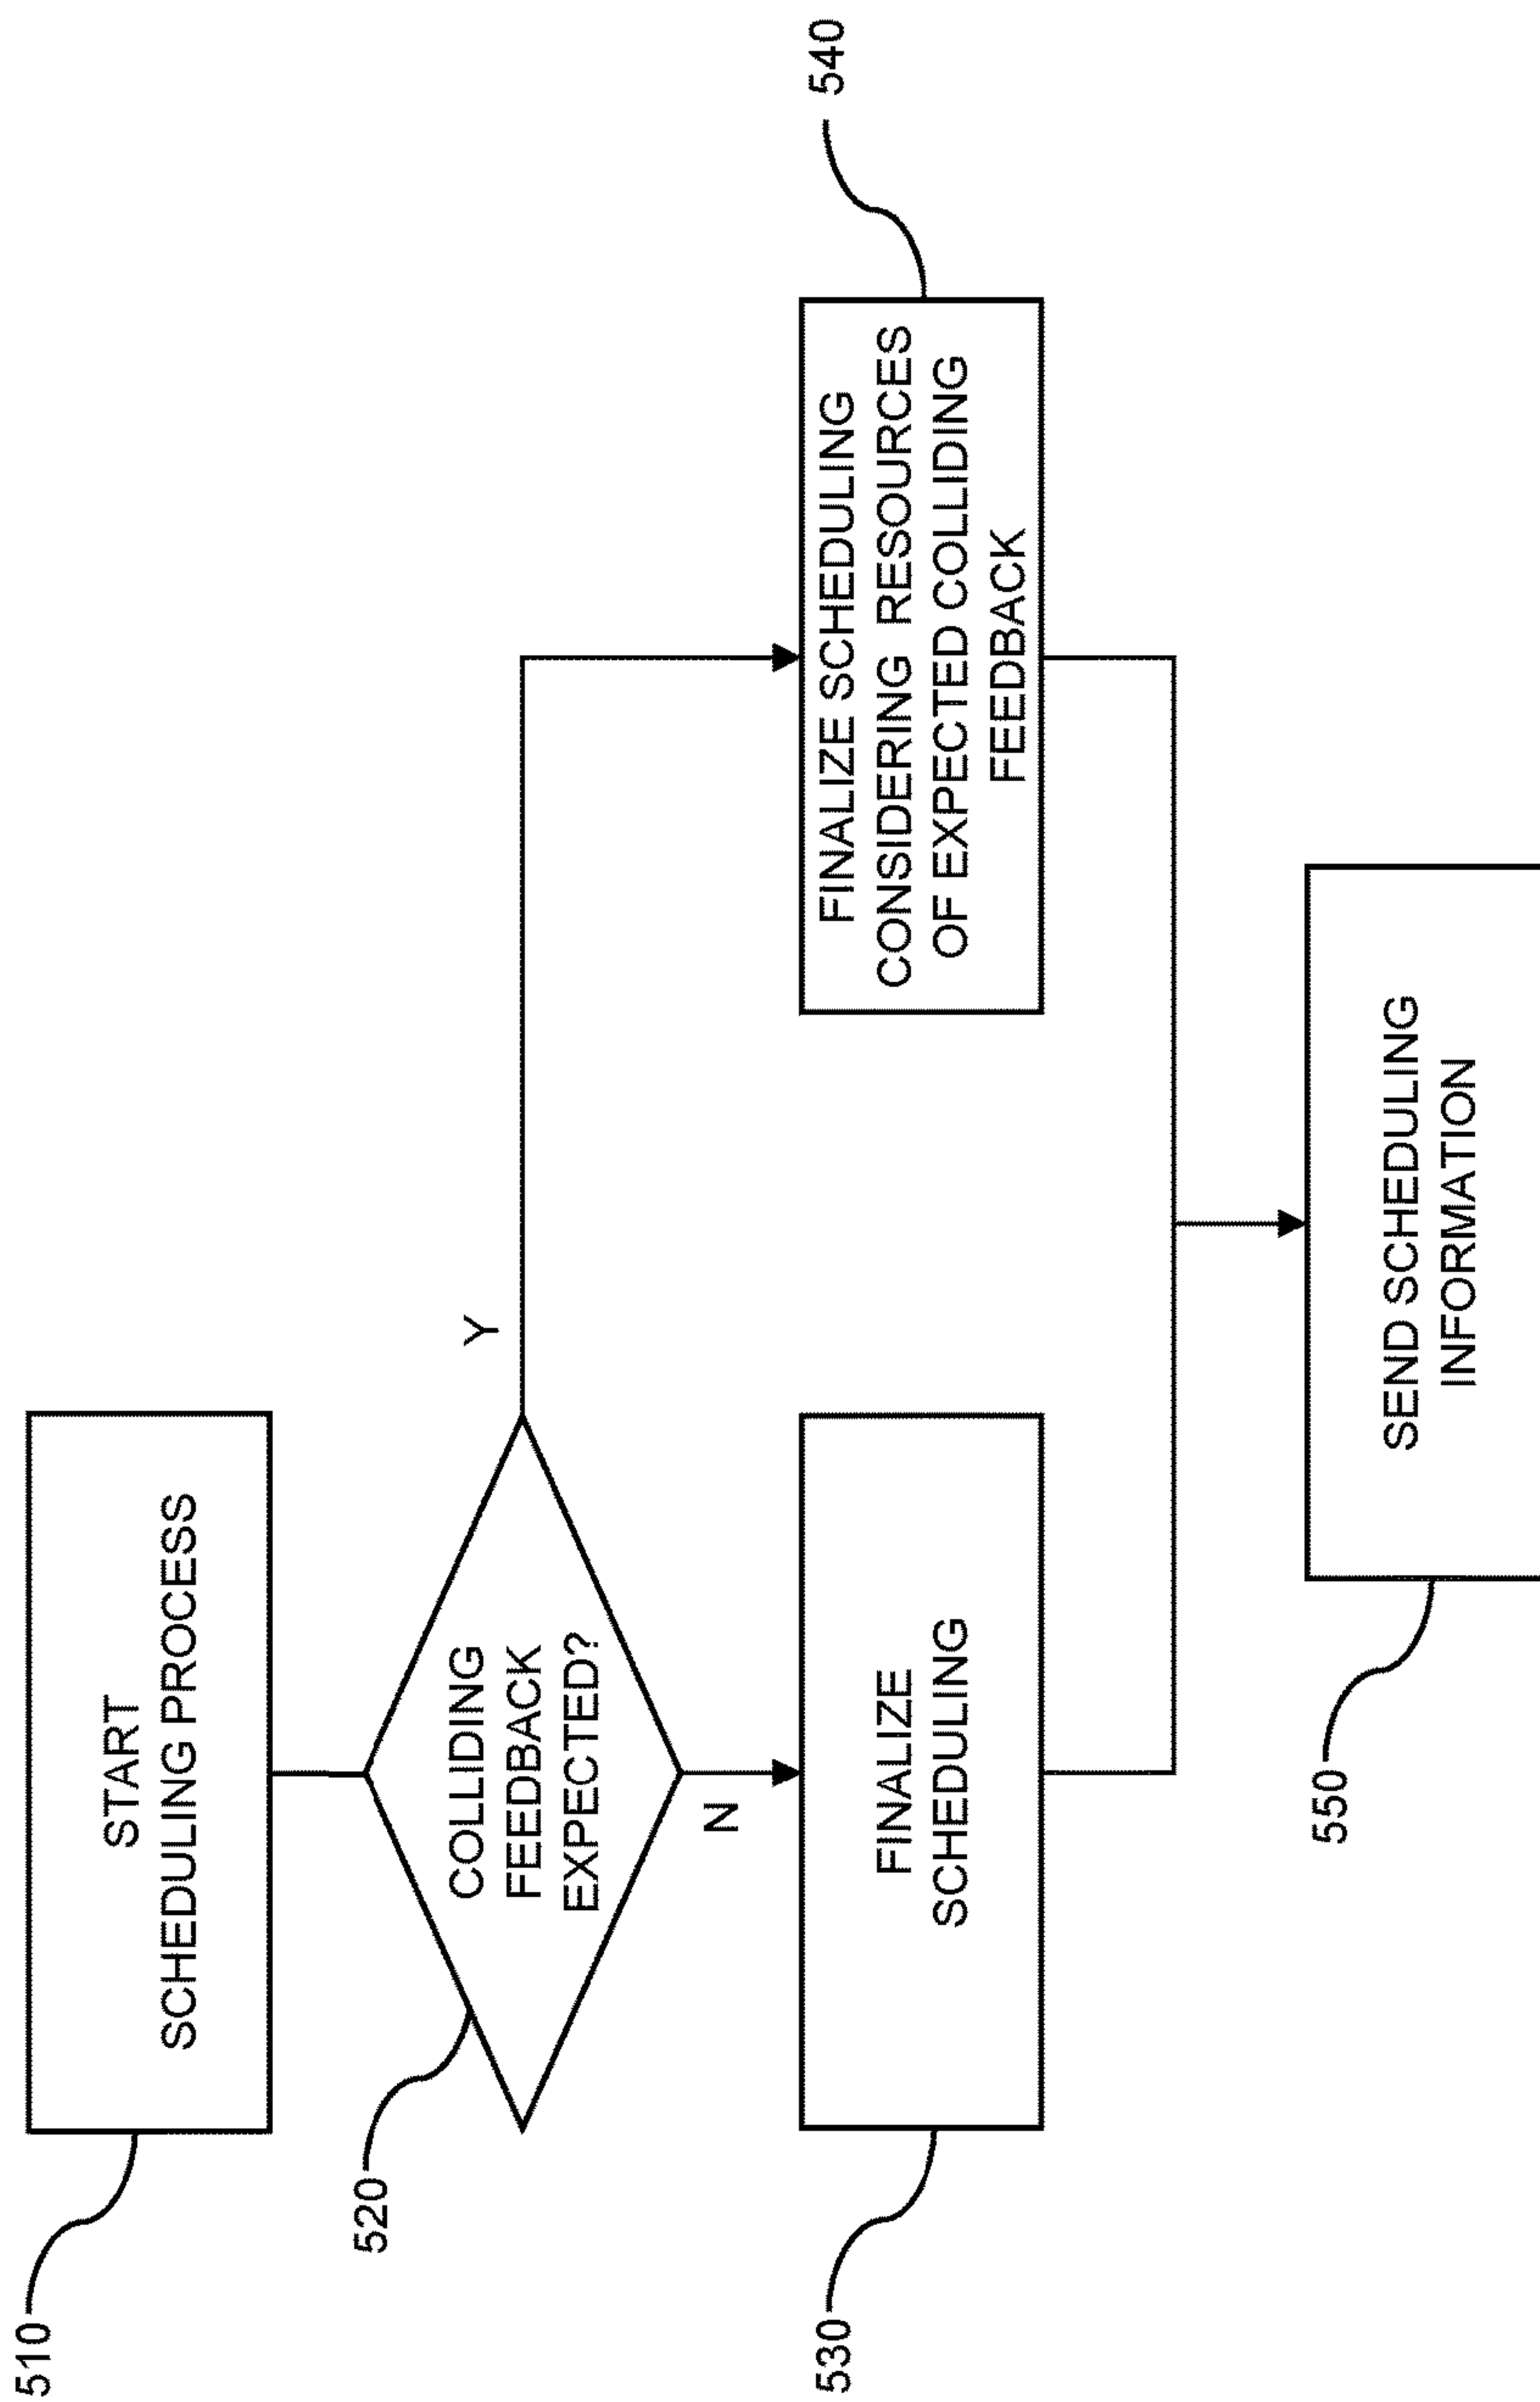 510
START
SCHEDULING PROCESS
520
COLLIDING
FEEDBACK
EXPECTED?
Y
N
530
FINALIZE
SCHEDULING
540
FINALIZE SCHEDULING
CONSIDERING RESOURCES
OF EXPECTED COLLIDING
FEEDBACK
550
SEND SCHEDULING
INFORMATION